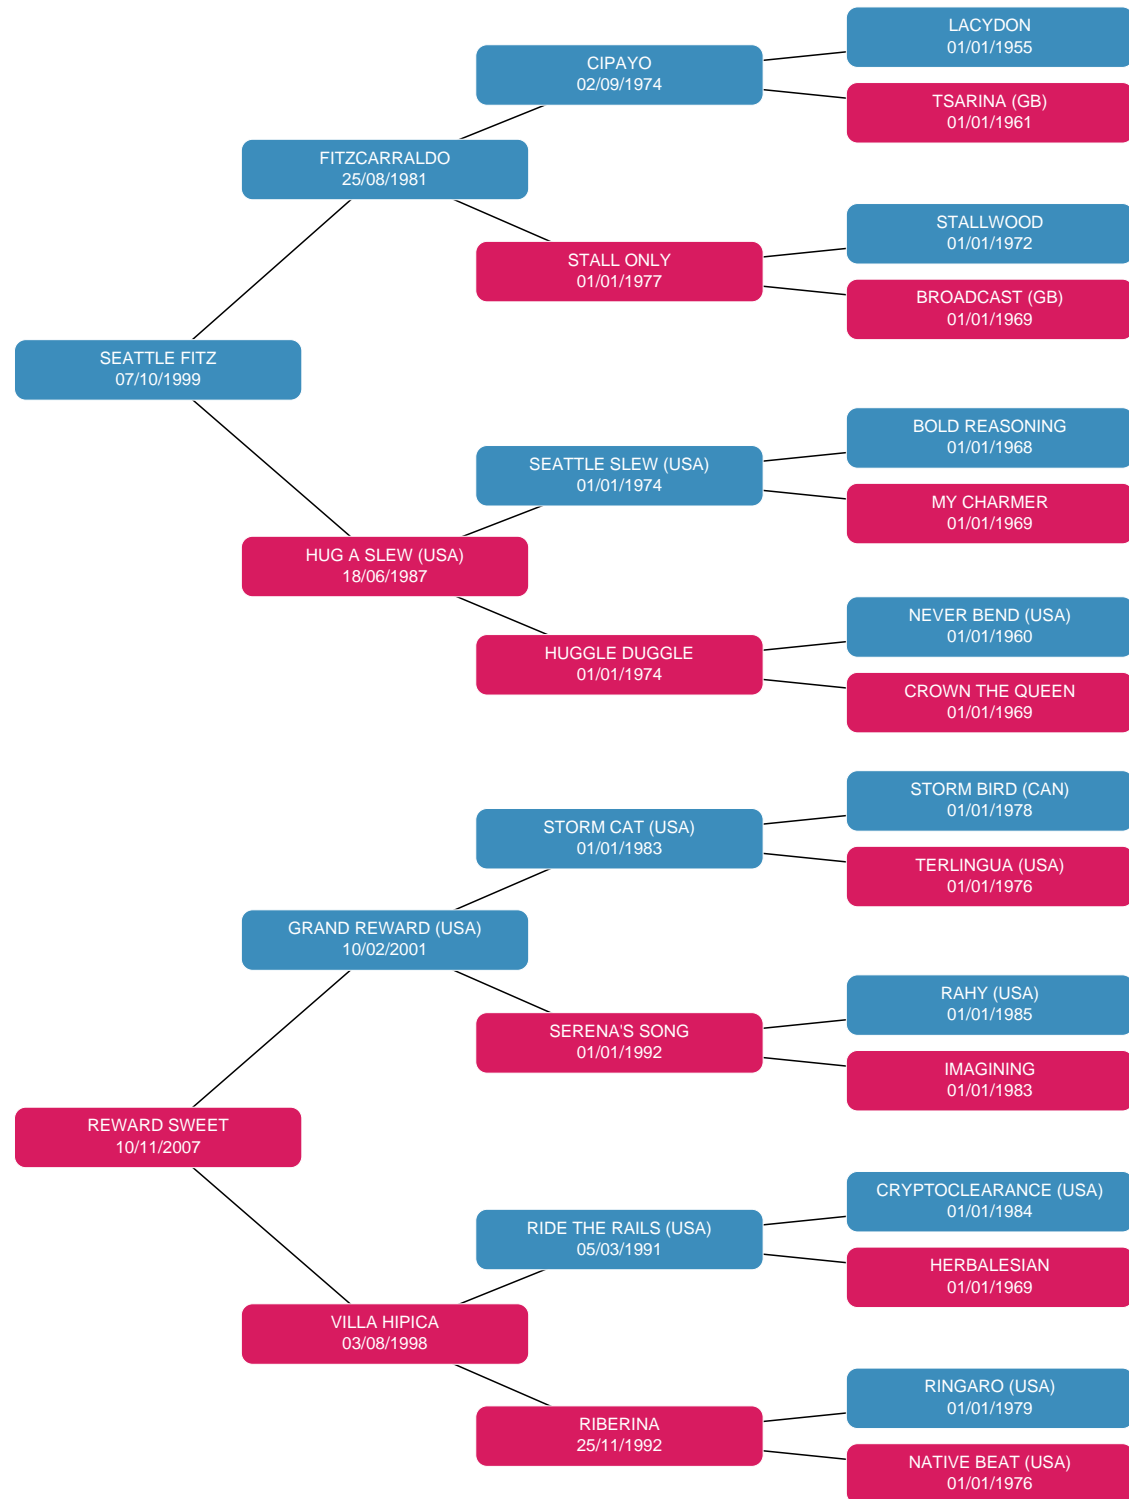 LACYDON
01/01/1955
CIPAYO
02/09/1974
TSARINA (GB)
01/01/1961
FITZCARRALDO
25/08/1981
STALLWOOD
01/01/1972
STALL ONLY
01/01/1977
BROADCAST (GB)
01/01/1969
SEATTLE FITZ
07/10/1999
BOLD REASONING
01/01/1968
SEATTLE SLEW (USA)
01/01/1974
MY CHARMER
01/01/1969
HUG A SLEW (USA)
18/06/1987
NEVER BEND (USA)
01/01/1960
HUGGLE DUGGLE
01/01/1974
CROWN THE QUEEN
01/01/1969
STORM BIRD (CAN)
01/01/1978
STORM CAT (USA)
01/01/1983
TERLINGUA (USA)
01/01/1976
GRAND REWARD (USA)
10/02/2001
RAHY (USA)
01/01/1985
SERENA'S SONG
01/01/1992
IMAGINING
01/01/1983
REWARD SWEET
10/11/2007
CRYPTOCLEARANCE (USA)
01/01/1984
RIDE THE RAILS (USA)
05/03/1991
HERBALESIAN
01/01/1969
VILLA HIPICA
03/08/1998
RINGARO (USA)
01/01/1979
RIBERINA
25/11/1992
NATIVE BEAT (USA)
01/01/1976